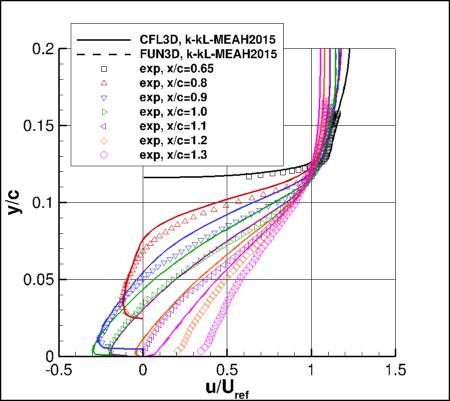 CFL3D, k-kL-MEAH2015
FUN3D, k-kL-MEAH2015
exp, x/c=0.65
exp, x/c=0.8
exp, x/c=0.9
exp, x/c=1.0
exp, x/c=1.1
exp, x/c=1.2
exp, x/c=1.3
0.2
0.15
0.1
0.05
0
y/c
-0.5
0
0.5
1
1.5
u/Uref